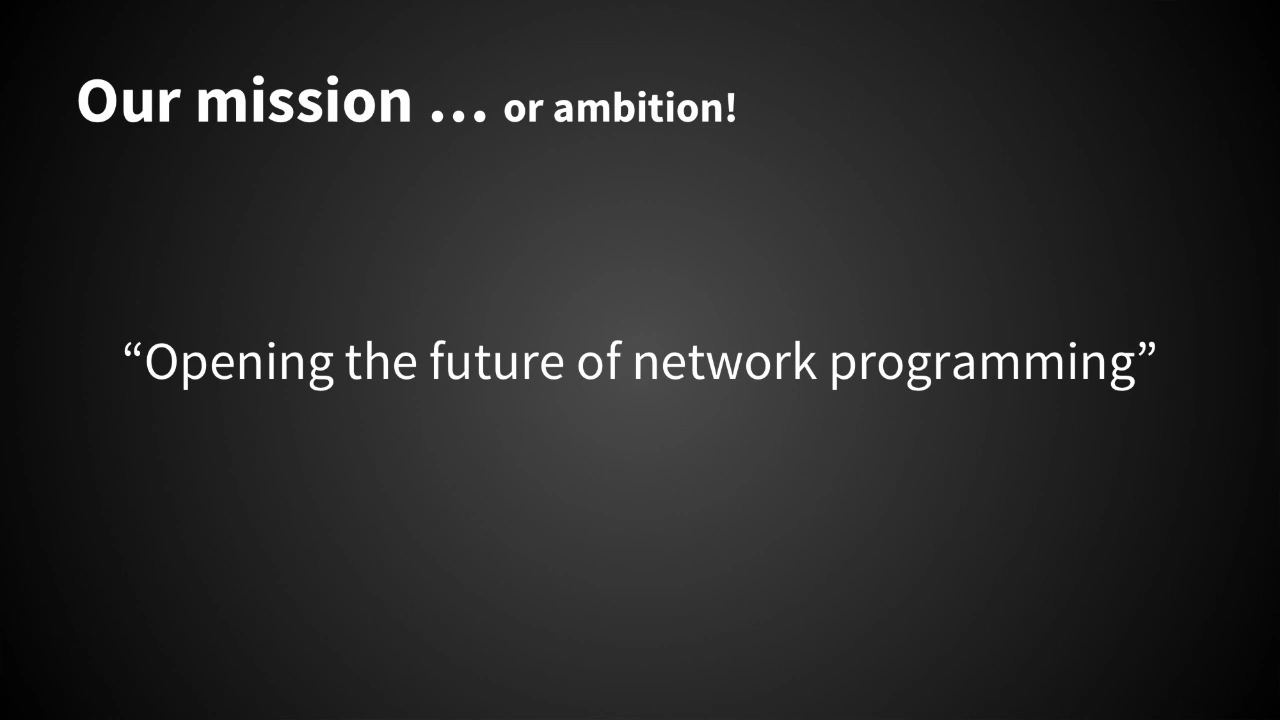 Our mission … or ambition!
“Opening the future of network programming”